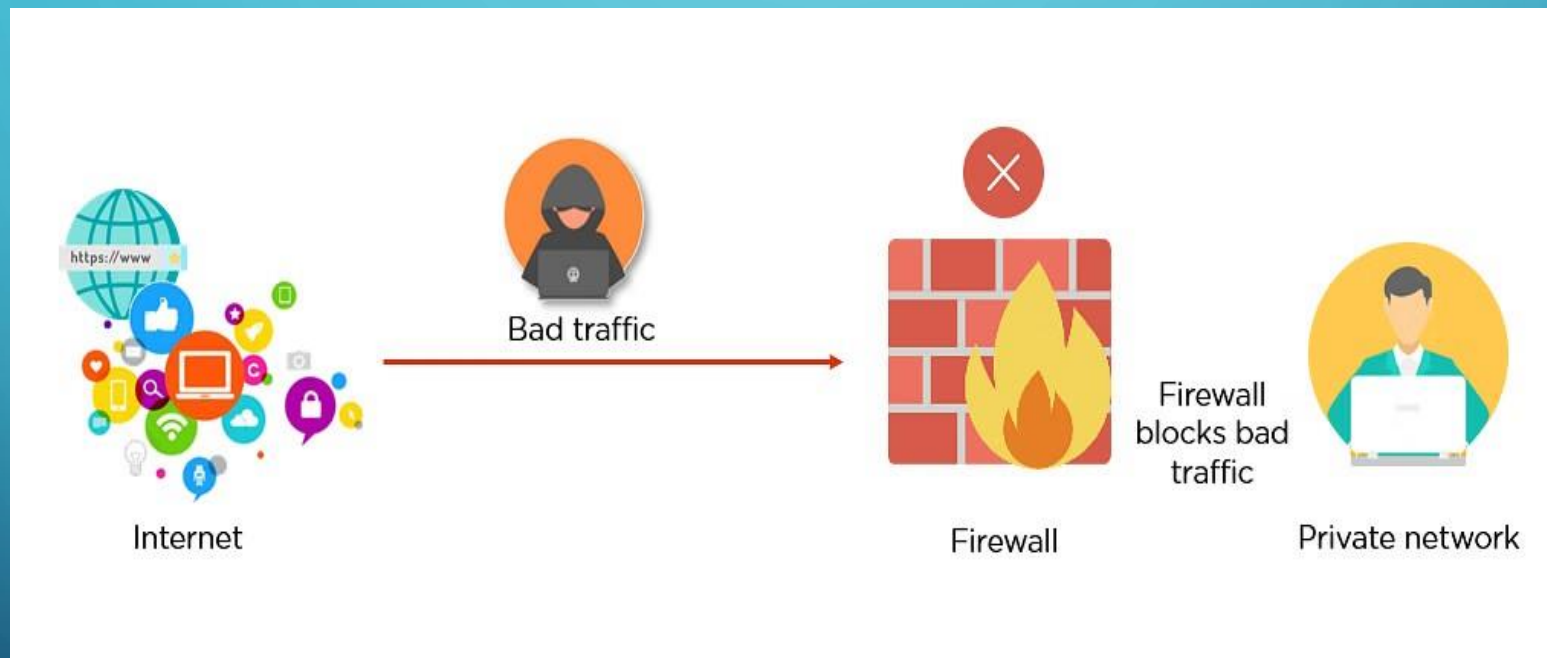 https://www
Bad traffic
Firewall
blocks bad
traffic
Internet
Firewall
Private network